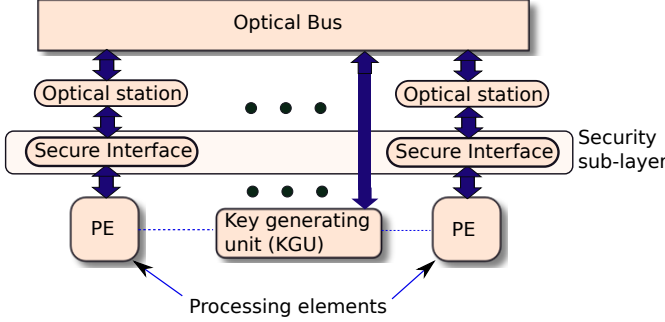 Optical Bus
Optical station
Optical station
Secure Interface
Secure Interface
Security
sub-layer
PE
Key generating
unit (KGU)
PE
Processing elements